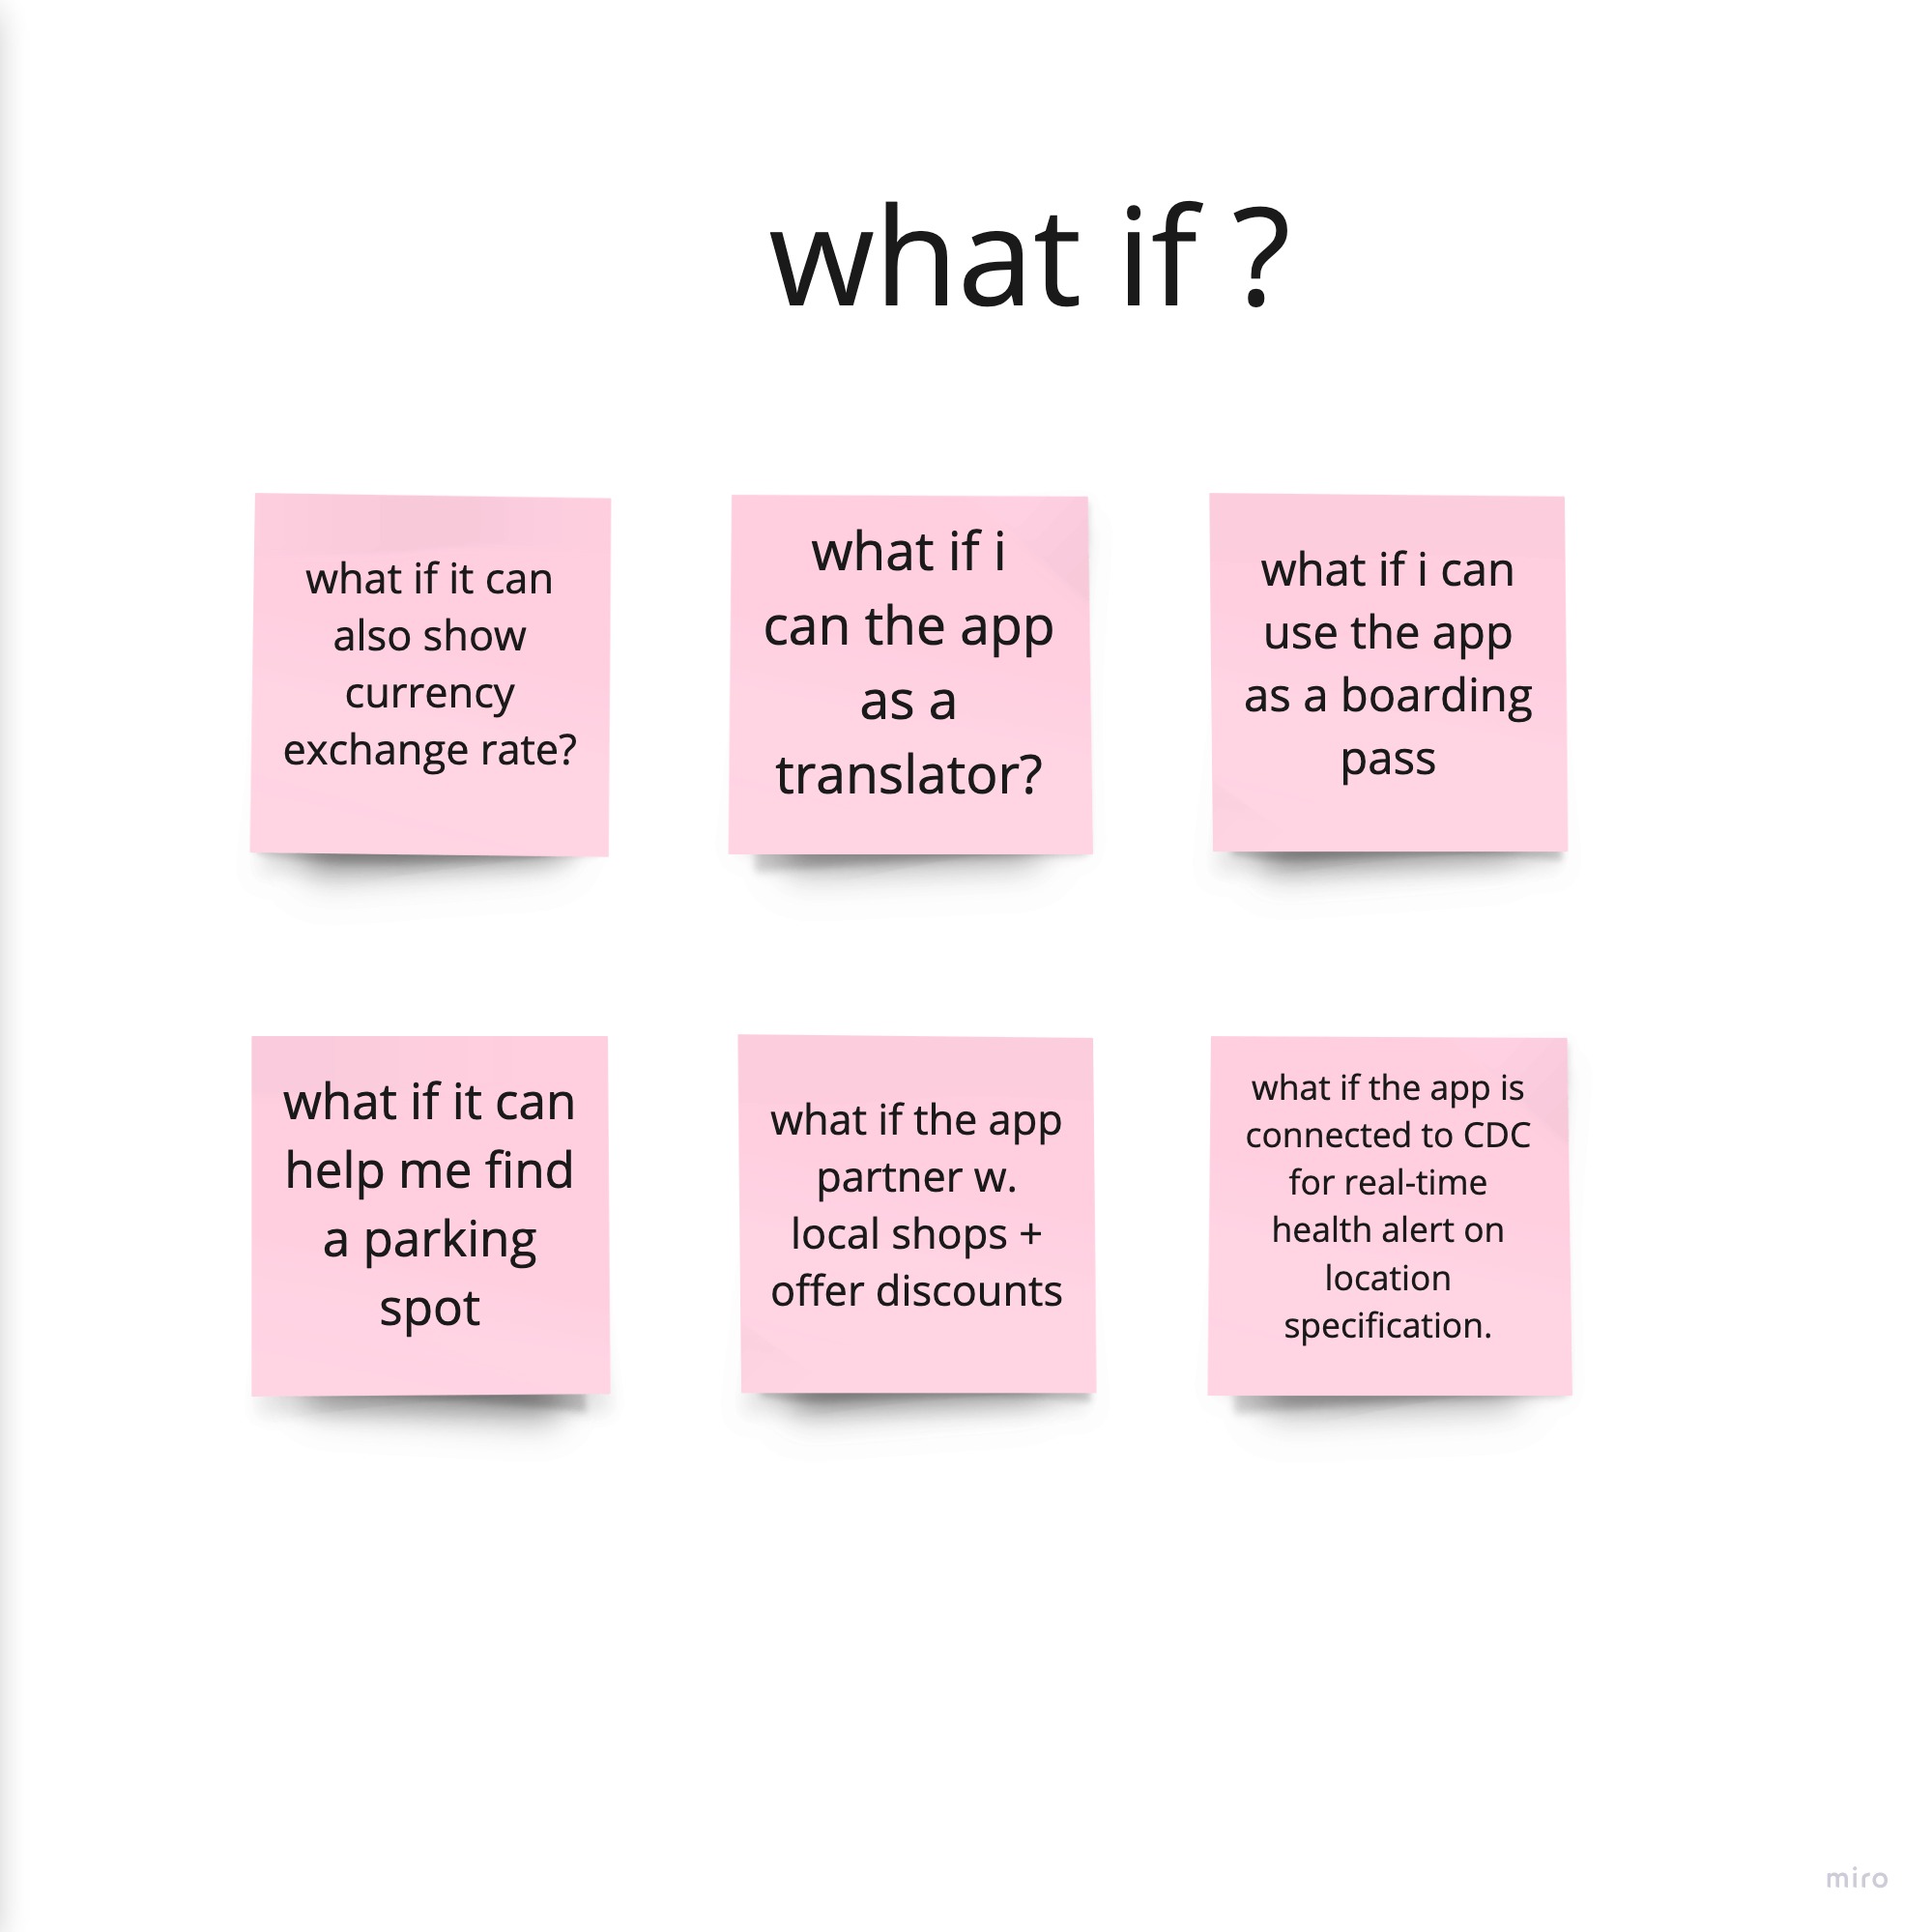 what if ?
what if it can
also show
currency
exchange rate?
what if i
can the app
as a
translator?
what if i can
use the app
as a boarding
pass
what if it can
help me find
a parking
spot
what if the app
partner w.
local shops +
offer discounts
what if the app is
connected to CDC
for real-time
health alert on
location
specification.
miro